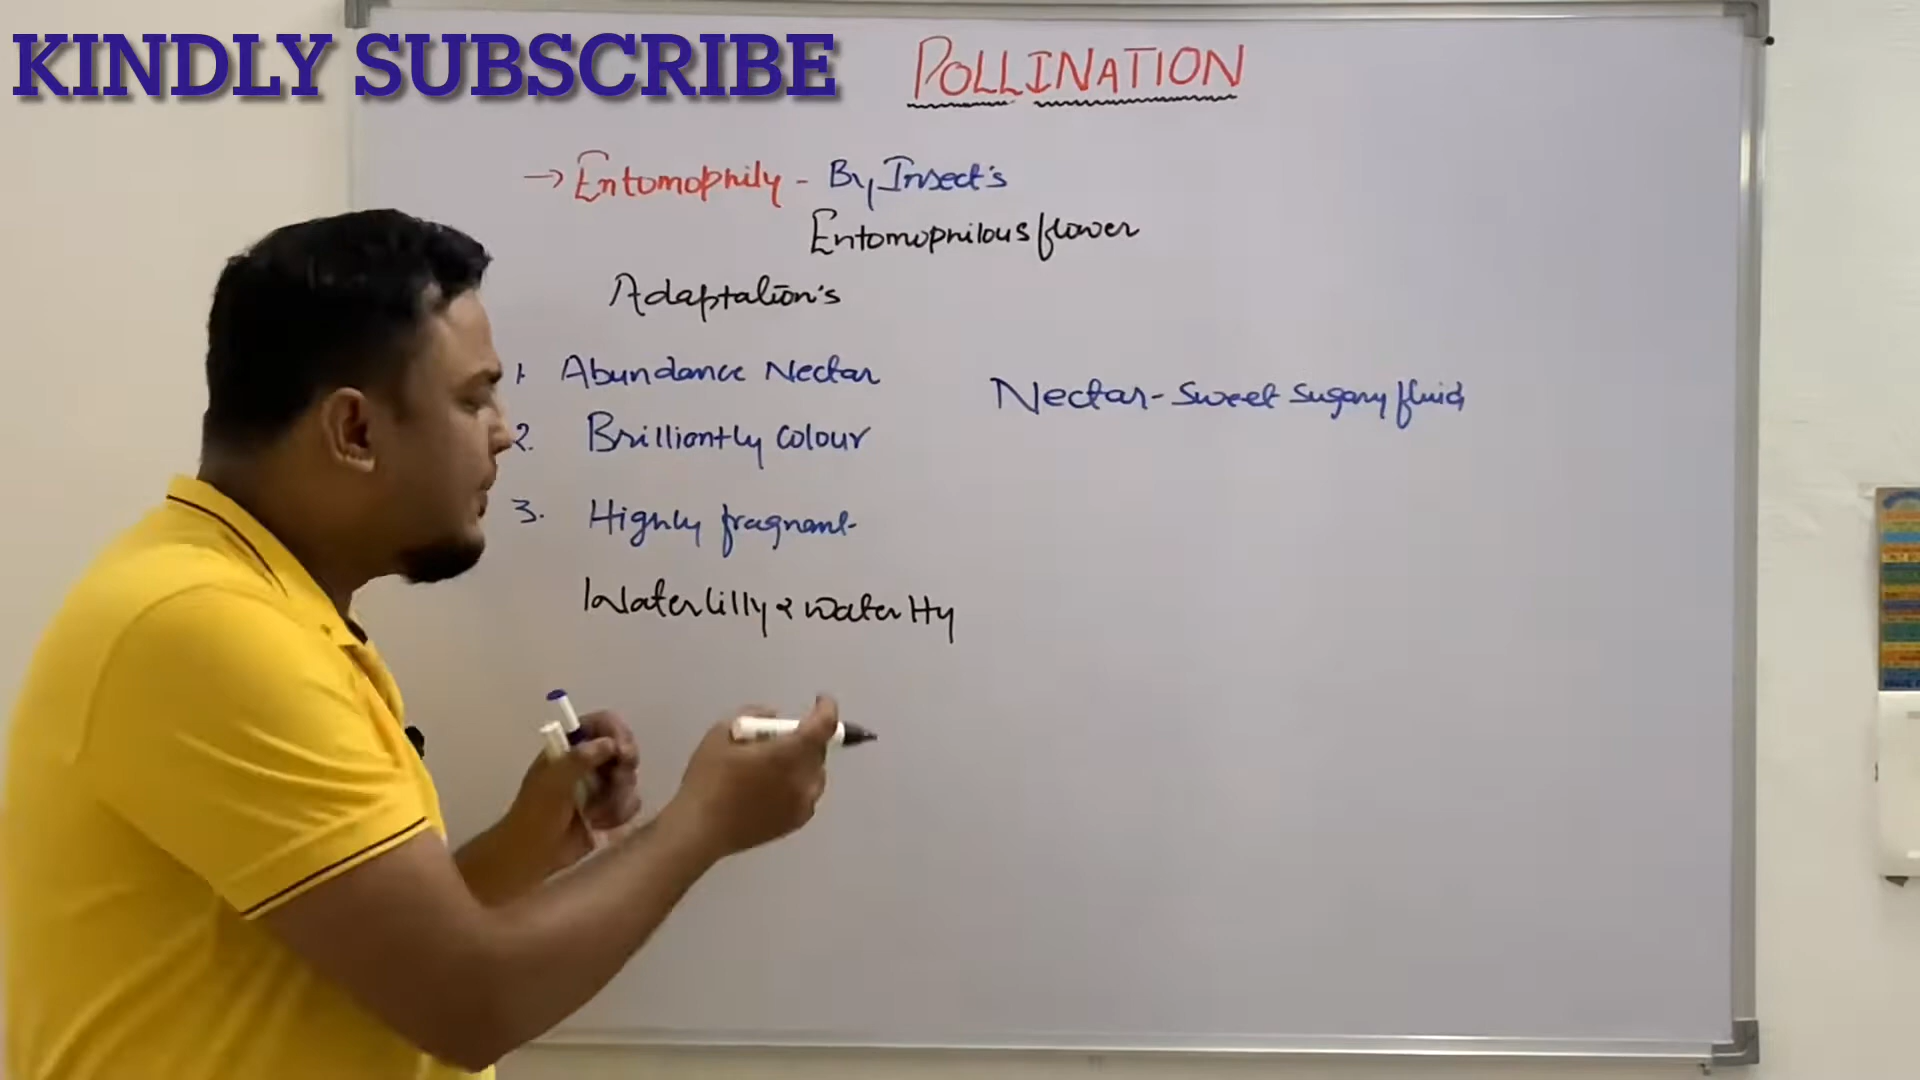 KINDLY SUBSCRIBE
POLLINATION
→ Entomophily - By Insect's
Entomophilous flower
Adaptation's
1. Abundance Nectar
Nectar - Sweet sugary fluid
2. Brilliantly colour
3. Highly fragnant
Waterlilly & water Hy